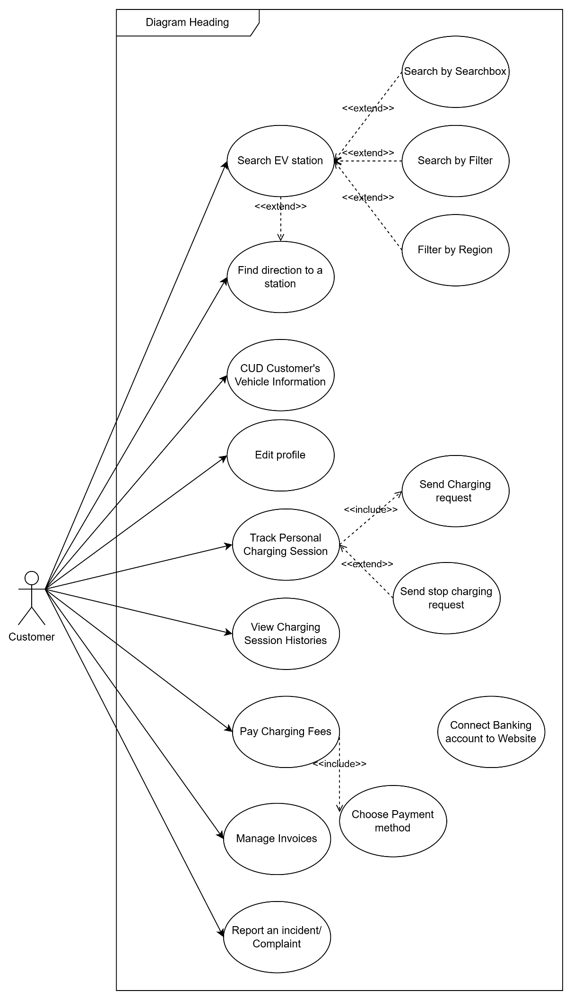 Diagram Heading
Search by Searchbox
<<extend>>
Search EV station
<<extend>>
Search by Filter
<<extend>>
<<extend>>
Filter by Region
Find direction to a
station
CUD Customer's
Vehicle Information
Edit profile
Send Charging
request
<<include>>
Track Personal
Charging Session
<<extend>>
Send stop charging
request
Customer
View Charging
Session Histories
Pay Charging Fees
Connect Banking
account to Website
<<include>>
Choose Payment
method
Manage Invoices
Report an incident/
Complaint